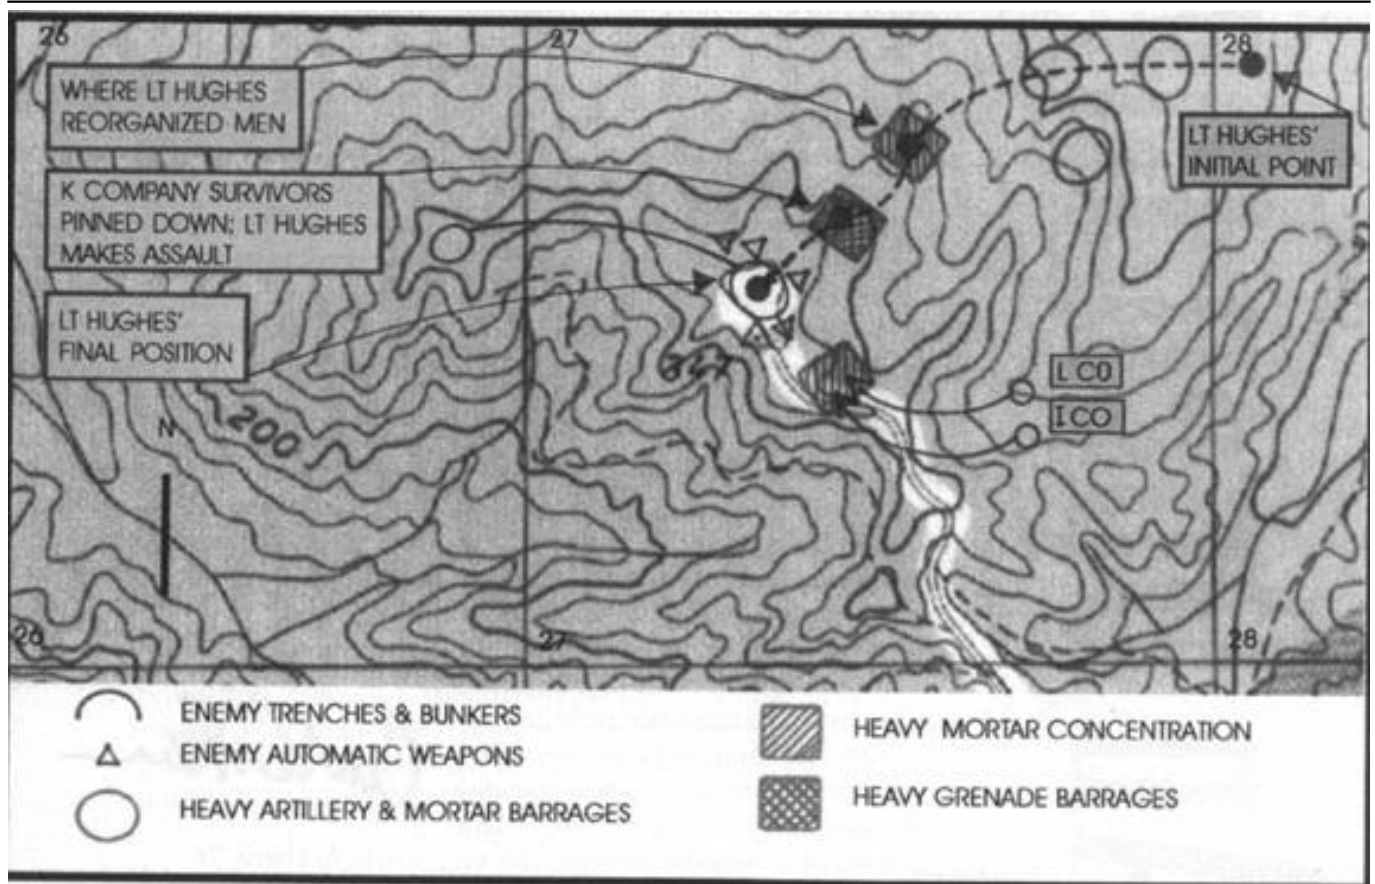 26
27
28
WHERE LT HUGHES
REORGANIZED MEN
LT HUGHES'
INITIAL POINT
K COMPANY SURVIVORS
PINNED DOWN; LT HUGHES
MAKES ASSAULT
LT HUGHES'
FINAL POSITION
L CO
I CO
200
N
26
27
28
ENEMY TRENCHES & BUNKERS
ENEMY AUTOMATIC WEAPONS
HEAVY ARTILLERY & MORTAR BARRAGES
HEAVY MORTAR CONCENTRATION
HEAVY GRENADE BARRAGES